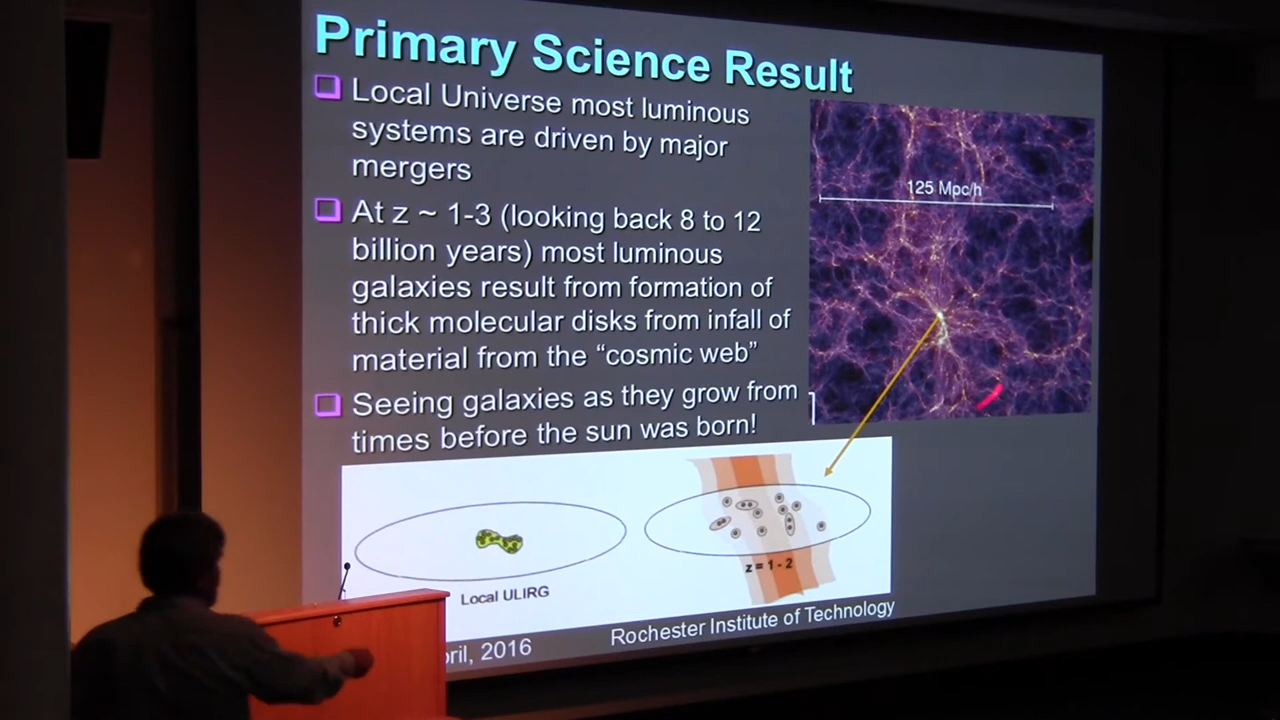 Primary Science Result
Local Universe most luminous
systems are driven by major
mergers
At z ~ 1-3 (looking back 8 to 12
billion years) most luminous
galaxies result from formation of
thick molecular disks from infall of
material from the “cosmic web”
Seeing galaxies as they grow from
times before the sun was born!
125 Mpc/h
z = 1 - 2
Local ULIRG
Rochester Institute of Technology
2016